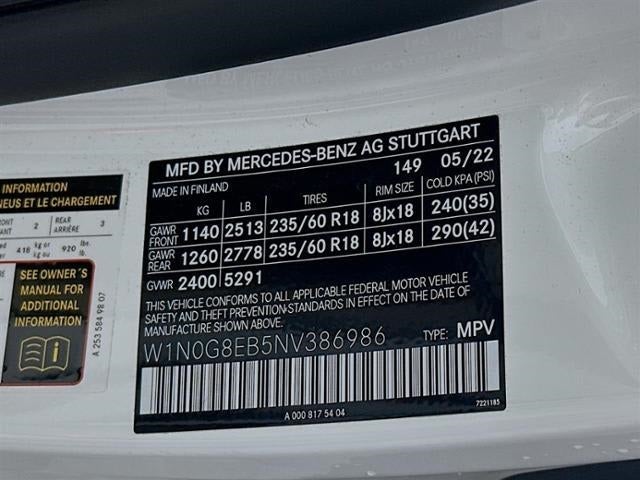 MFD BY MERCEDES-BENZ AG STUTTGART
149 05/22
MADE IN FINLAND
KG LB TIRES RIM SIZE COLD KPA (PSI)
GAWR FRONT 1140 2513 235/60 R18 8Jx18 240(35)
GAWR REAR 1260 2778 235/60 R18 8Jx18 290(42)
GVWR 2400 5291
THIS VEHICLE CONFORMS TO ALL APPLICABLE FEDERAL MOTOR VEHICLE
SAFETY AND THEFT PREVENTION STANDARDS IN EFFECT ON THE DATE OF
MANUFACTURE SHOWN ABOVE.
W1N0G8EB5NV386986 TYPE: MPV
A 000 817 54 04
7221185
INFORMATION
NEUS ET LE CHARGEMENT
FRONT 2 REAR ARRIÈRE 3
418 kg or kg ou 920 lbs. lb.
SEE OWNER'S
MANUAL FOR
ADDITIONAL
INFORMATION
A 253 584 98 07